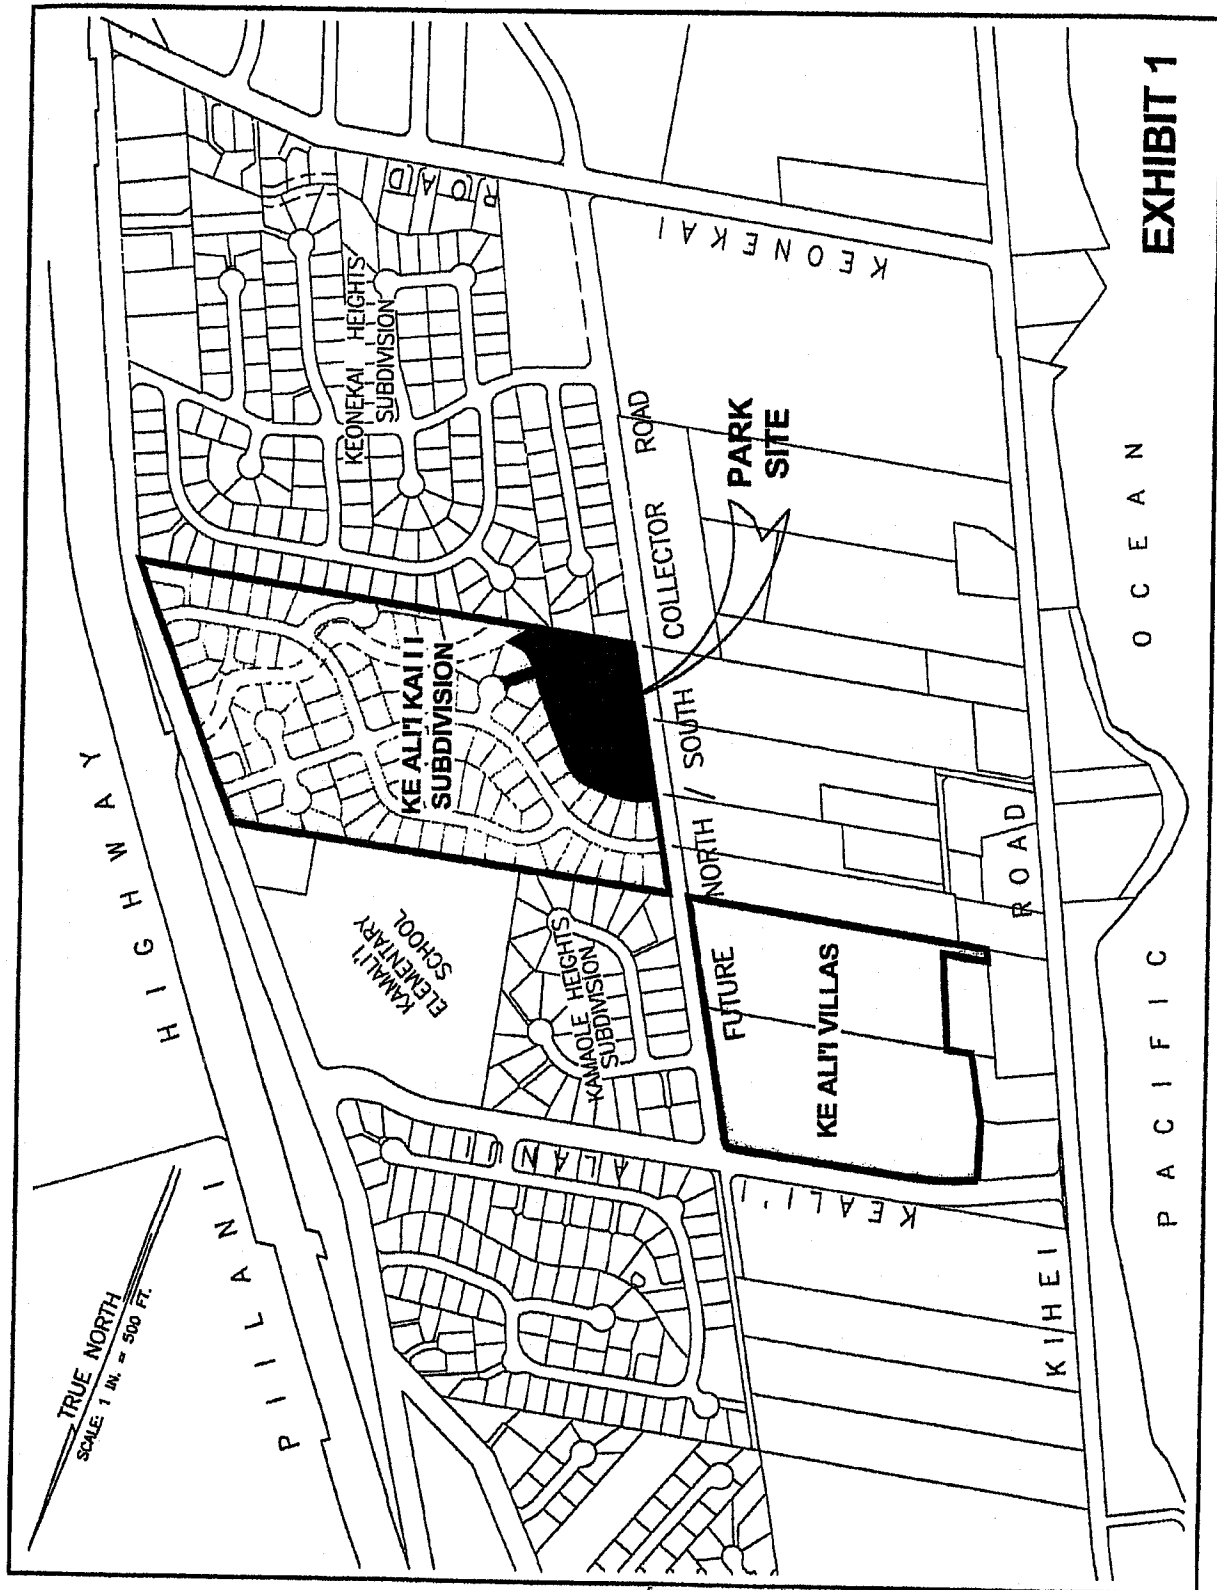 EXHIBIT 1
TRUE NORTH
SCALE: 1 IN. = 500 FT.
PIILANI HIGHWAY
KEONEKAI HEIGHTS
SUBDIVISION
ROAD
KEONEKAI
KE ALI'I KAI II
SUBDIVISION
KAMALI'I
ELEMENTARY
SCHOOL
KAMAOLE HEIGHTS
SUBDIVISION
ALANUI
KEALI'I
FUTURE NORTH / SOUTH COLLECTOR ROAD
PARK
SITE
KE ALI'I VILLAS
KIHEI ROAD
PACIFIC OCEAN